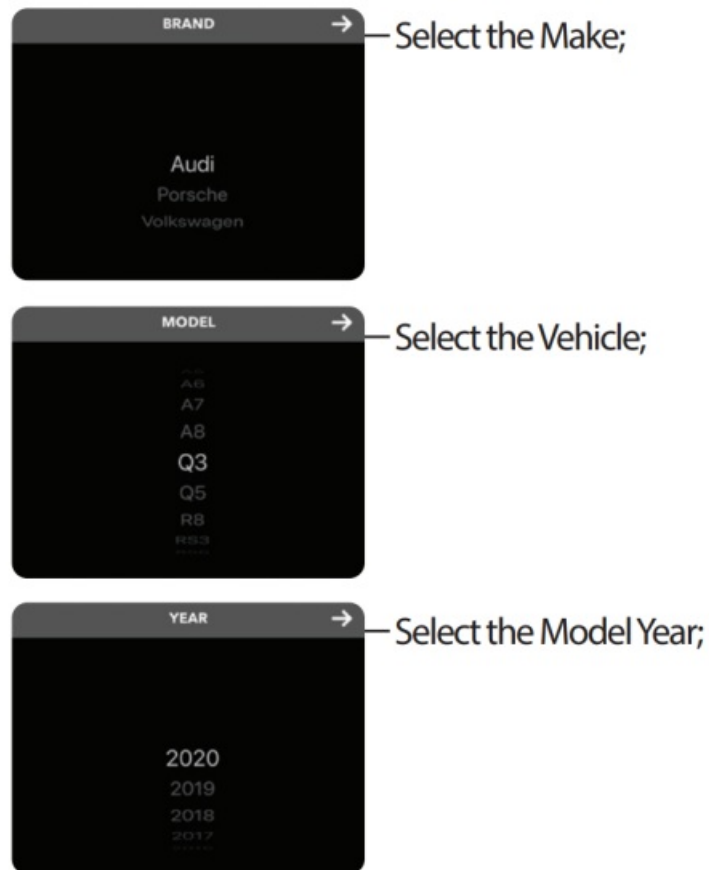 BRAND →
Select the Make;
Audi
Porsche
Volkswagen
MODEL →
Select the Vehicle;
A6
A7
A8
Q3
Q5
R8
RS3
YEAR →
Select the Model Year;
2020
2019
2018
2017